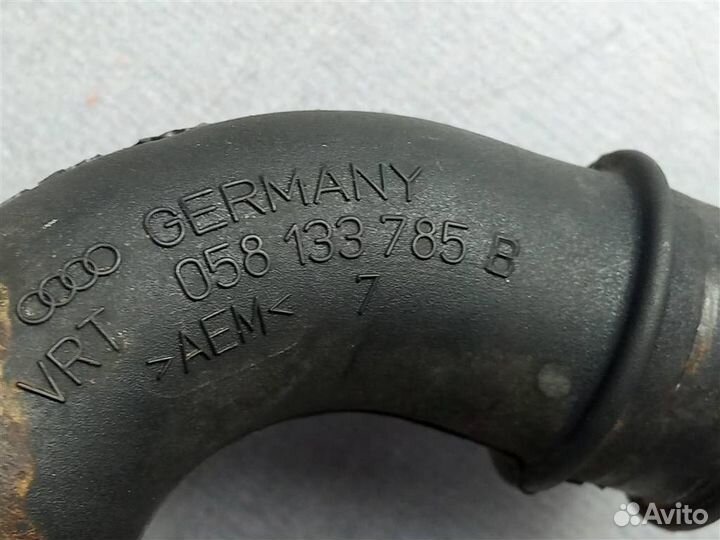 GERMANY
058 133 785 B
VRT >AEM< 7
Avito